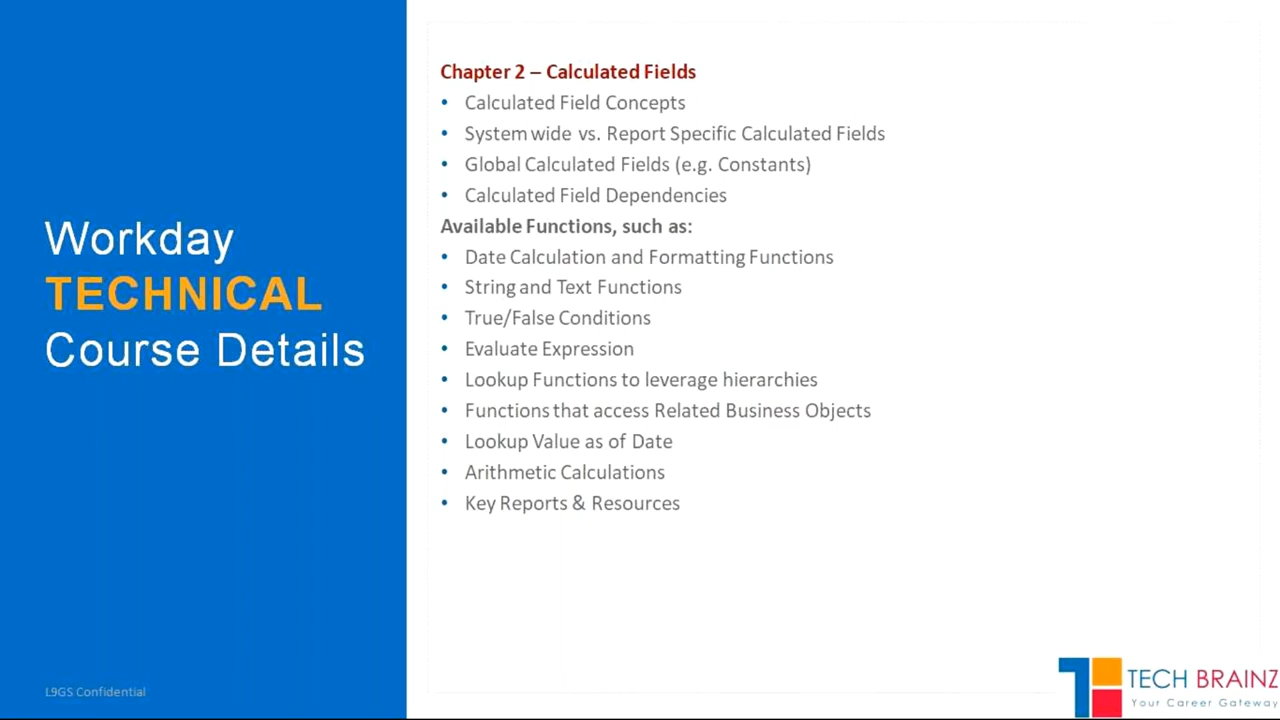 Workday
TECHNICAL
Course Details
L9GS Confidential
Chapter 2 – Calculated Fields
• Calculated Field Concepts
• System wide vs. Report Specific Calculated Fields
• Global Calculated Fields (e.g. Constants)
• Calculated Field Dependencies
Available Functions, such as:
• Date Calculation and Formatting Functions
• String and Text Functions
• True/False Conditions
• Evaluate Expression
• Lookup Functions to leverage hierarchies
• Functions that access Related Business Objects
• Lookup Value as of Date
• Arithmetic Calculations
• Key Reports & Resources
TECH BRAINZ
Your Career Gateway